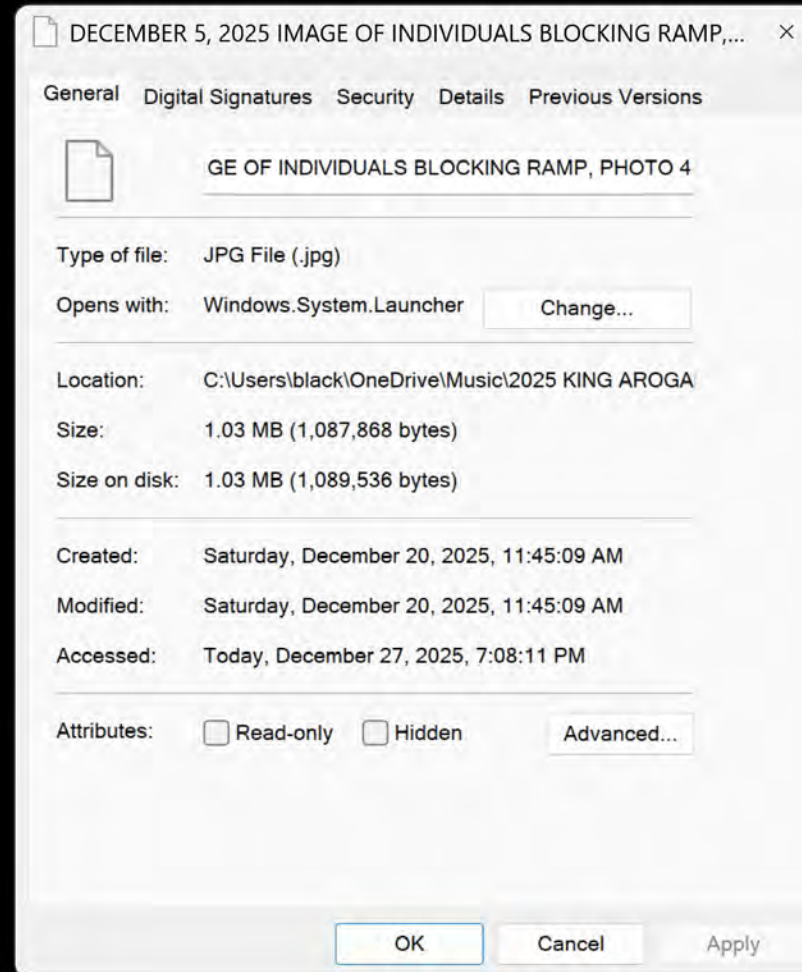 DECEMBER 5, 2025 IMAGE OF INDIVIDUALS BLOCKING RAMP,... ×
General Digital Signatures Security Details Previous Versions
GE OF INDIVIDUALS BLOCKING RAMP, PHOTO 4
Type of file: JPG File (.jpg)
Opens with: Windows.System.Launcher Change...
Location: C:\Users\black\OneDrive\Music\2025 KING AROGA
Size: 1.03 MB (1,087,868 bytes)
Size on disk: 1.03 MB (1,089,536 bytes)
Created: Saturday, December 20, 2025, 11:45:09 AM
Modified: Saturday, December 20, 2025, 11:45:09 AM
Accessed: Today, December 27, 2025, 7:08:11 PM
Attributes: Read-only Hidden Advanced...
OK Cancel Apply